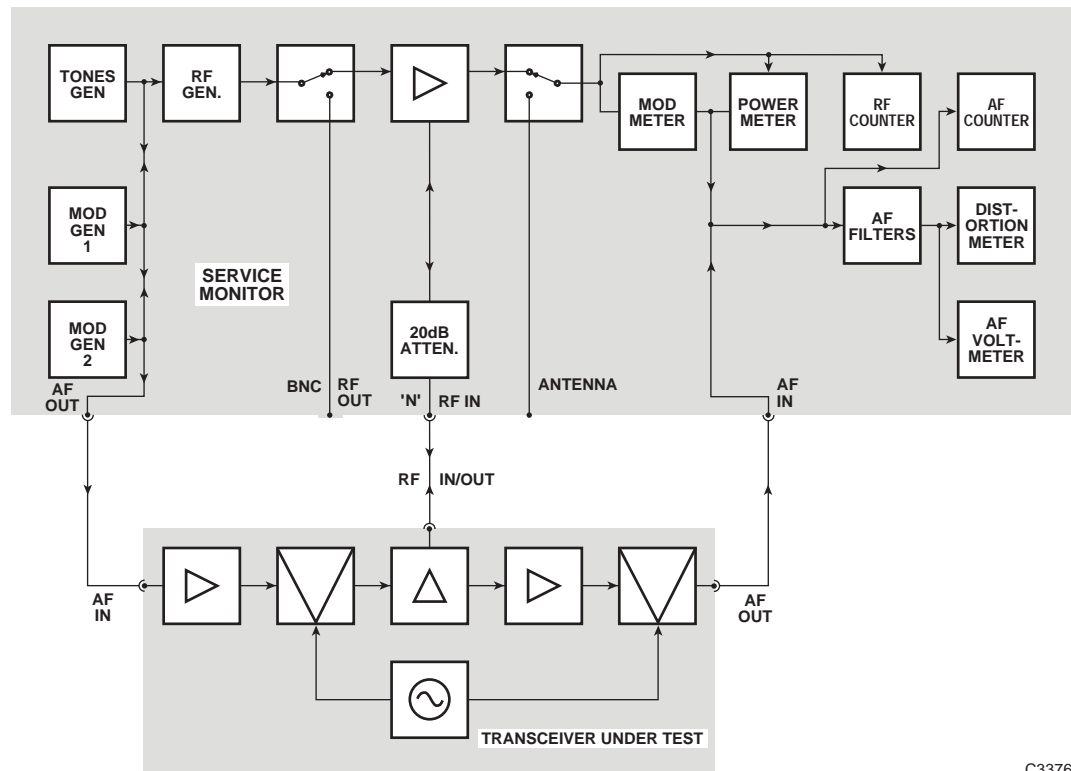 TONES
GEN
RF
GEN.
MOD
METER
POWER
METER
RF
COUNTER
AF
COUNTER
MOD
GEN
1
AF
FILTERS
DIST-
ORTION
METER
SERVICE
MONITOR
MOD
GEN
2
20dB
ATTEN.
AF
VOLT-
METER
AF
OUT
BNC
RF
OUT
'N'
RF IN
ANTENNA
AF
IN
RF
IN/OUT
AF
IN
AF
OUT
TRANSCEIVER UNDER TEST
C3376